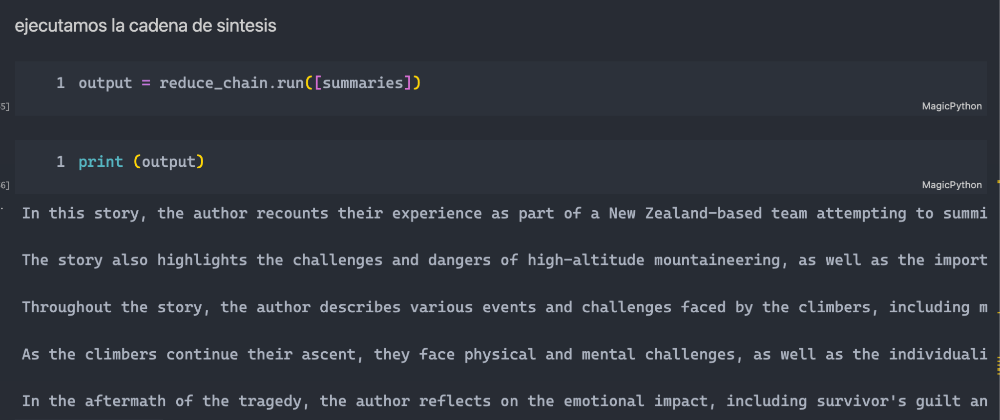 ejecutamos la cadena de sintesis
1 output = reduce_chain.run([summaries])
5]
MagicPython
1 print (output)
6]
MagicPython
In this story, the author recounts their experience as part of a New Zealand-based team attempting to summi
The story also highlights the challenges and dangers of high-altitude mountaineering, as well as the import
Throughout the story, the author describes various events and challenges faced by the climbers, including m
As the climbers continue their ascent, they face physical and mental challenges, as well as the individuali
In the aftermath of the tragedy, the author reflects on the emotional impact, including survivor's guilt an